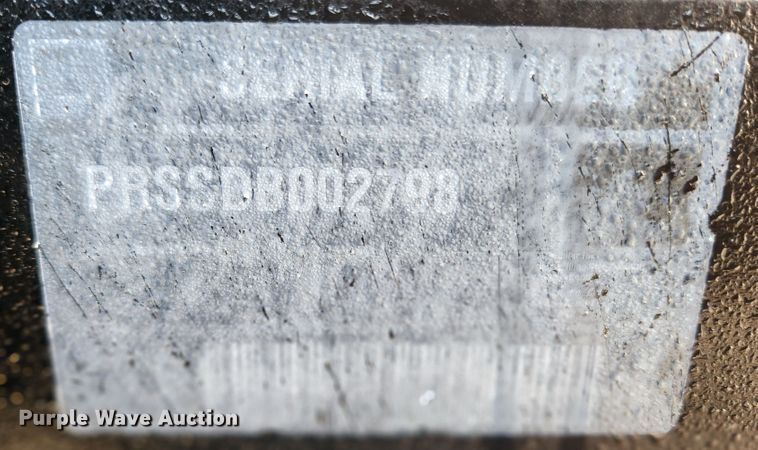 SERIAL NUMBER
PRSSDB002798
Purple Wave Auction